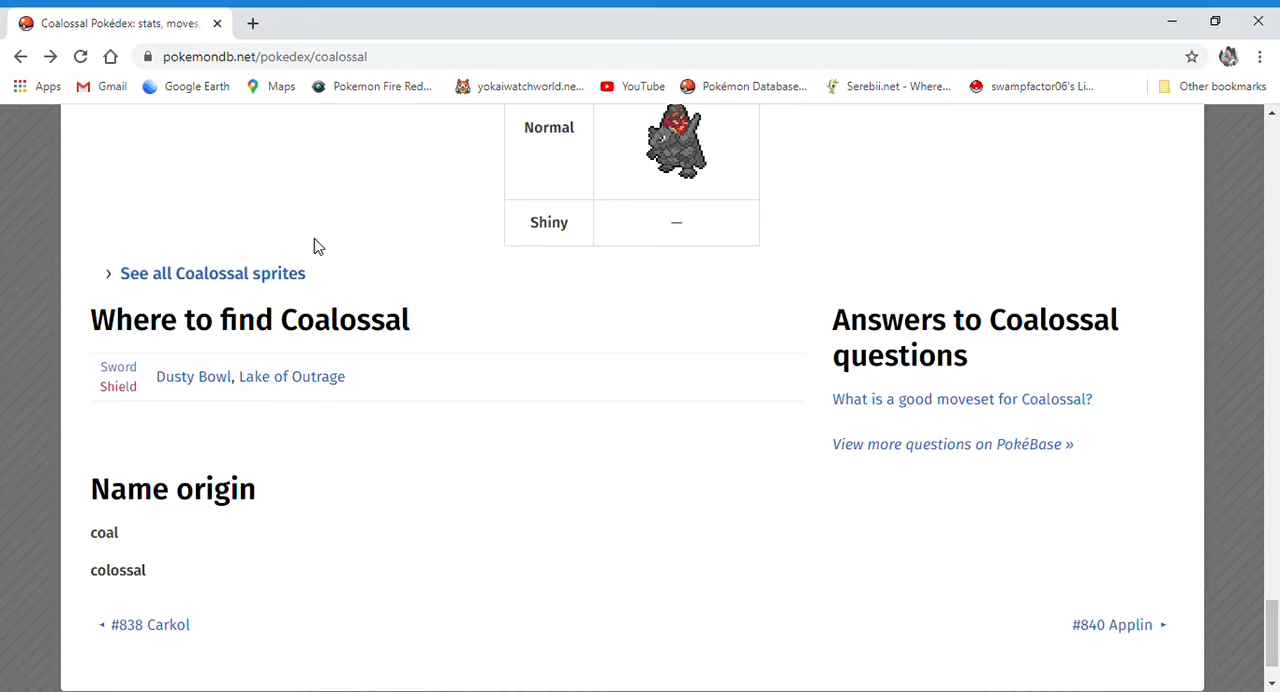 Coalossal Pokédex: stats, moves,
pokemondb.net/pokedex/coalossal
Apps Gmail Google Earth Maps Pokemon Fire Red... yokaiwatchworld.ne... YouTube Pokémon Database... Serebii.net - Where... swampfactor06's Li... Other bookmarks
Normal
Shiny —
See all Coalossal sprites
Where to find Coalossal
Sword
Shield
Dusty Bowl, Lake of Outrage
Answers to Coalossal
questions
What is a good moveset for Coalossal?
View more questions on PokéBase »
Name origin
coal
colossal
#838 Carkol
#840 Applin